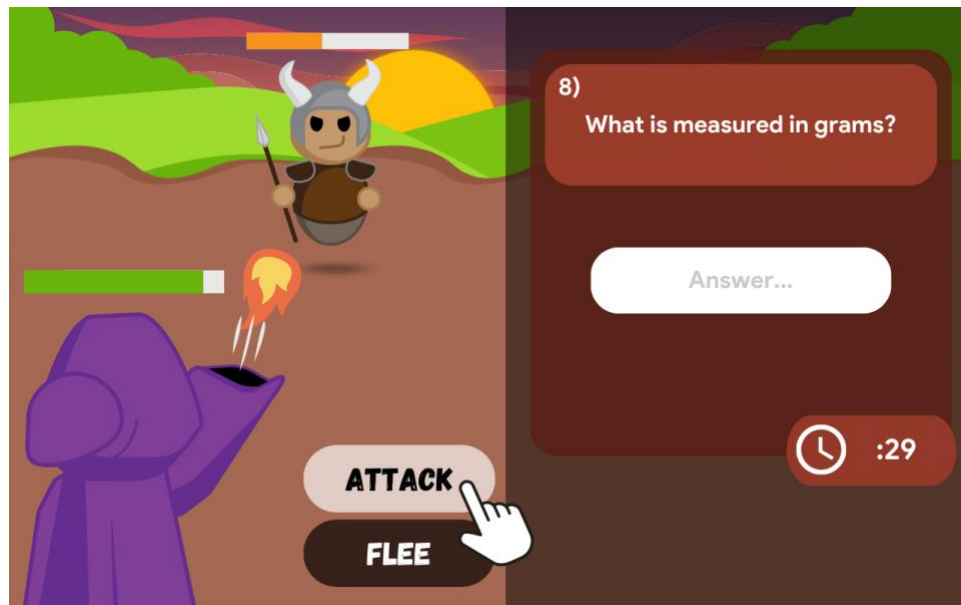 8)
What is measured in grams?
Answer...
:29
ATTACK
FLEE